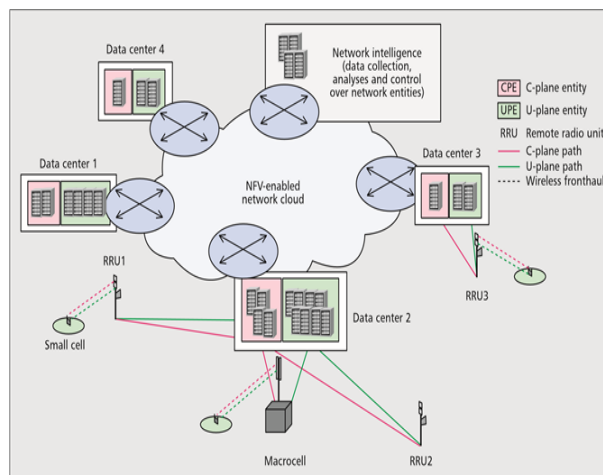 Data center 4
Network intelligence
(data collection,
analyses and control
over network entities)
CPE C-plane entity
UPE U-plane entity
RRU Remote radio unit
C-plane path
U-plane path
Wireless fronthaul
Data center 1
NFV-enabled
network cloud
Data center 3
RRU1
RRU3
Small cell
Data center 2
Macrocell
RRU2